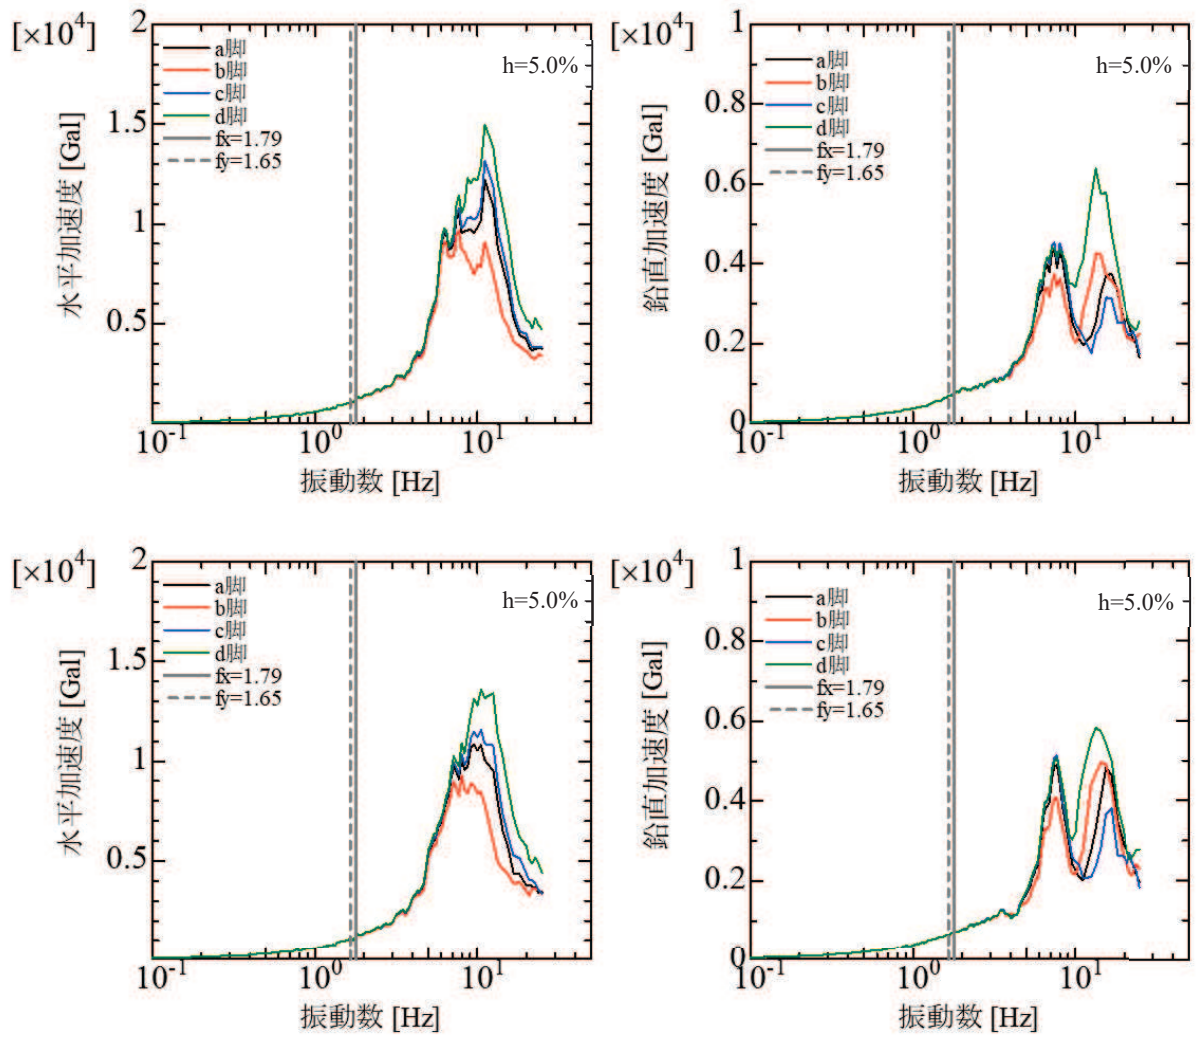 [×10⁴]
2
1.5
1
0.5
水平加速度 [Gal]
a脚
b脚
c脚
d脚
fx=1.79
fy=1.65
h=5.0%
10⁻¹
10⁰
10¹
振動数 [Hz]
[×10⁴]
1
0.8
0.6
0.4
0.2
0
鉛直加速度 [Gal]
a脚
b脚
c脚
d脚
fx=1.79
fy=1.65
h=5.0%
10⁻¹
10⁰
10¹
振動数 [Hz]
[×10⁴]
2
1.5
1
0.5
水平加速度 [Gal]
a脚
b脚
c脚
d脚
fx=1.79
fy=1.65
h=5.0%
10⁻¹
10⁰
10¹
振動数 [Hz]
[×10⁴]
1
0.8
0.6
0.4
0.2
0
鉛直加速度 [Gal]
a脚
b脚
c脚
d脚
fx=1.79
fy=1.65
h=5.0%
10⁻¹
10⁰
10¹
振動数 [Hz]